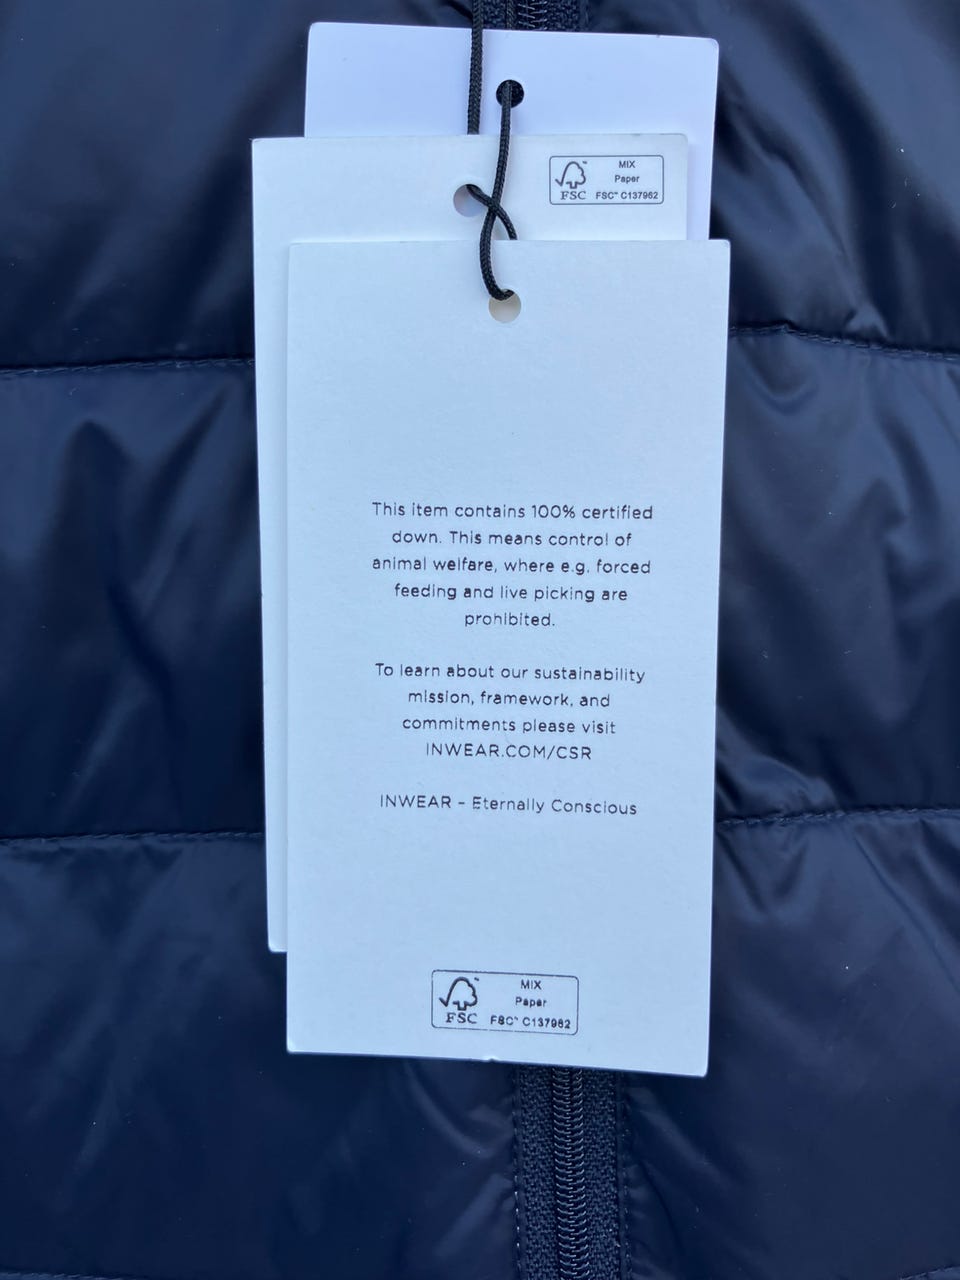 MIX
Paper
FSC™ C137962
FSC
This item contains 100% certified
down. This means control of
animal welfare, where e.g. forced
feeding and live picking are
prohibited.
To learn about our sustainability
mission, framework, and
commitments please visit
INWEAR.COM/CSR
INWEAR – Eternally Conscious
MIX
Paper
FSC™ C137962
FSC